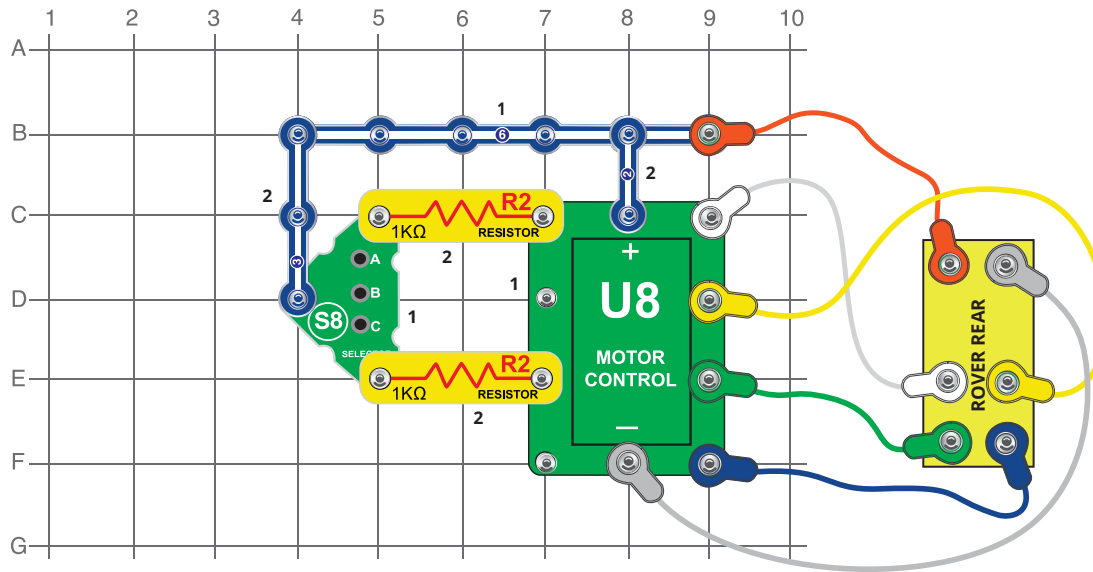 1 2 3 4 5 6 7 8 9 10
A
1
B
6
2
2
2
C
R2
1KΩ
RESISTOR
2
3
A
B
C
S8
1
1
+
U8
MOTOR
CONTROL
–
D
ROVER REAR
E
R2
1KΩ
RESISTOR
2
F
G